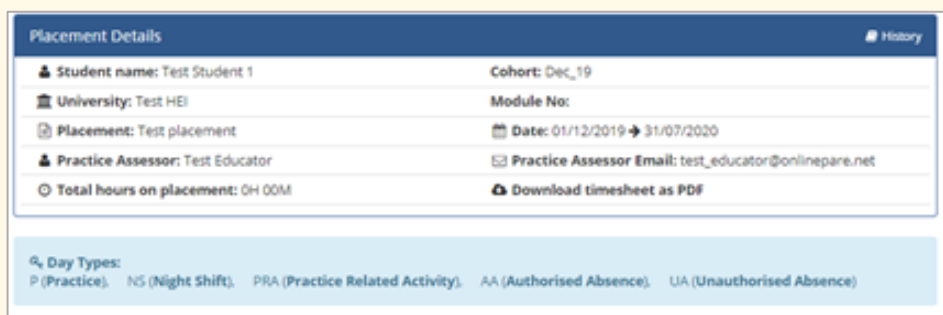 Placement Details
History
Student name: Test Student 1
Cohort: Dec_19
University: Test HEI
Module No:
Placement: Test placement
Date: 01/12/2019 → 31/07/2020
Practice Assessor: Test Educator
Practice Assessor Email: test_educator@onlinepare.net
Total hours on placement: 0H 00M
Download timesheet as PDF
Day Types:
P (Practice), NS (Night Shift), PRA (Practice Related Activity), AA (Authorised Absence), UA (Unauthorised Absence)